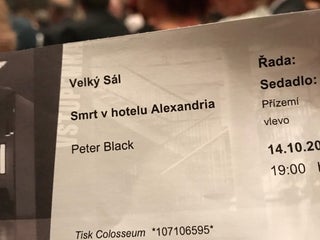 Velký Sál
Smrt v hotelu Alexandria
Peter Black
Řada:
Sedadlo:
Přízemí
vlevo
14.10.20
19:00
Tisk Colosseum *107106595*